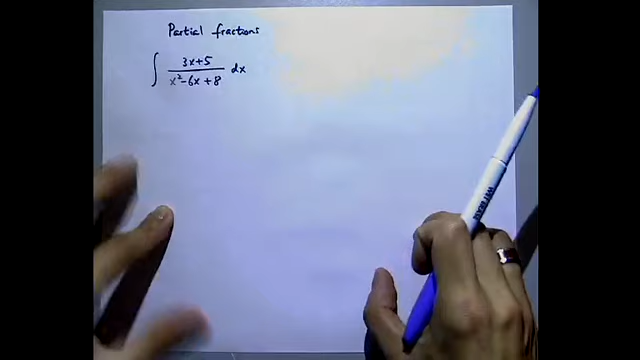 Partial fractions
∫ (3x+5)/(x²-6x+8) dx